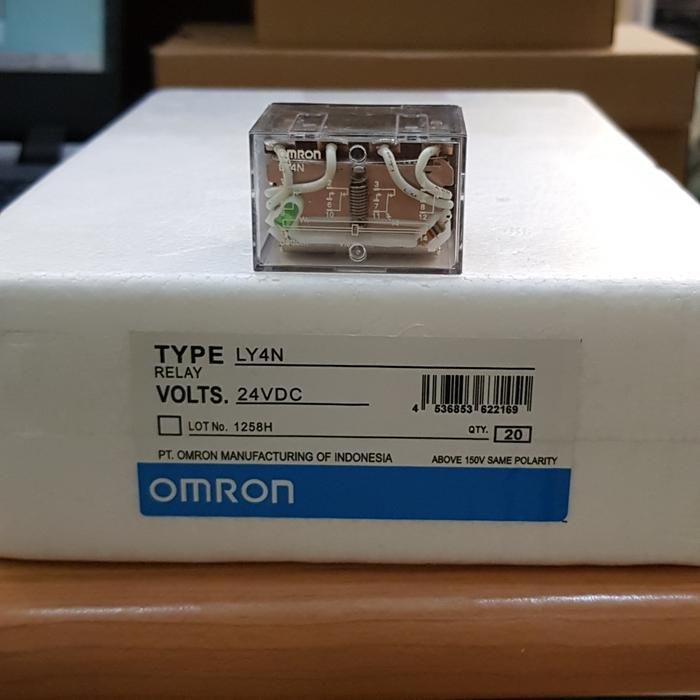 OMRON
LY4N
TYPE LY4N
RELAY
VOLTS. 24VDC
4 536853 622169
LOT No. 1258H
QTY. 20
PT. OMRON MANUFACTURING OF INDONESIA
ABOVE 150V SAME POLARITY
OMRON